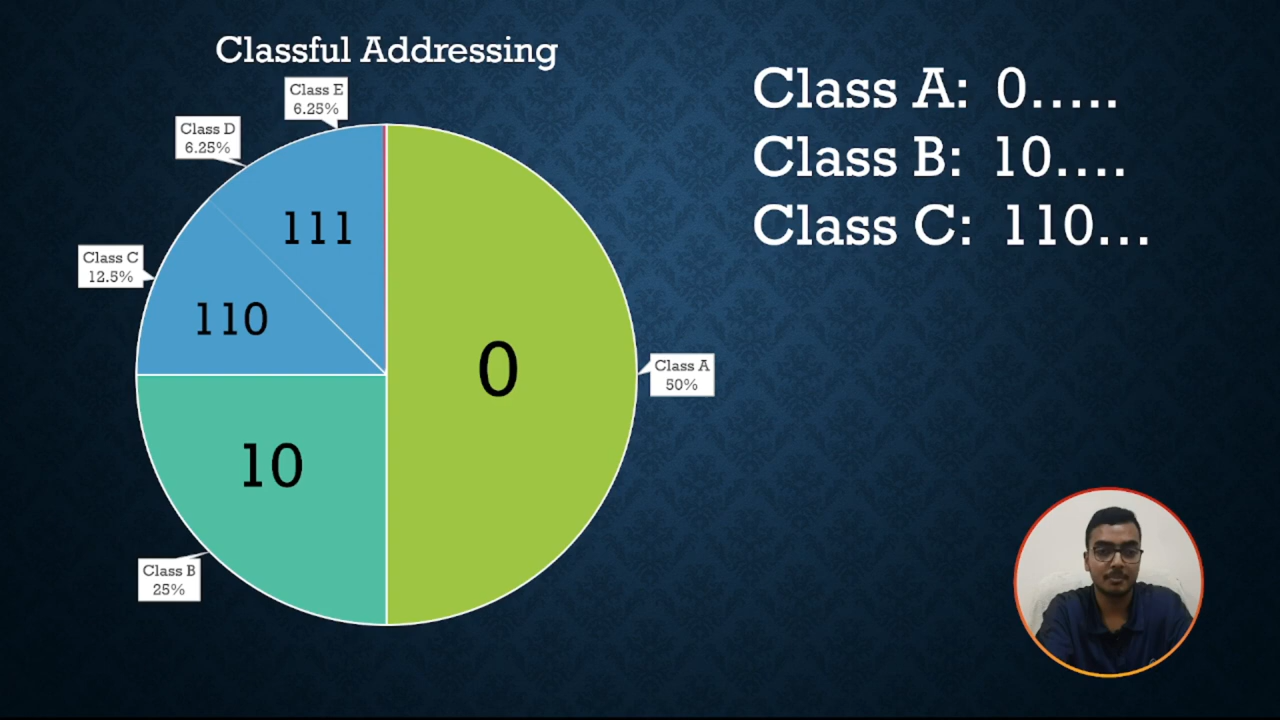 Classful Addressing
Class E
6.25%
Class D
6.25%
Class C
12.5%
Class B
25%
Class A
50%
111
110
10
0
Class A: 0.....
Class B: 10....
Class C: 110...